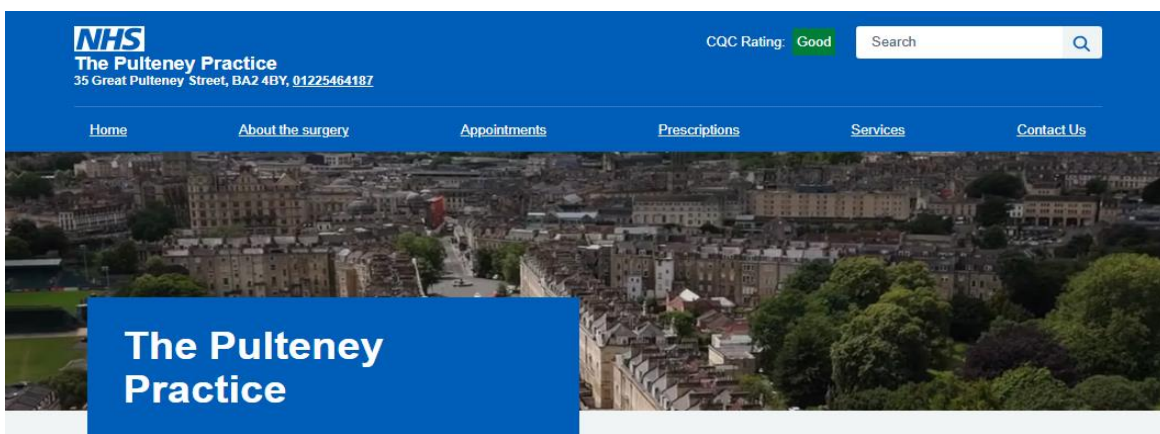 NHS
The Pulteney Practice
35 Great Pulteney Street, BA2 4BY, 01225464187
CQC Rating: Good
Search
Home About the surgery Appointments Prescriptions Services Contact Us
The Pulteney
Practice